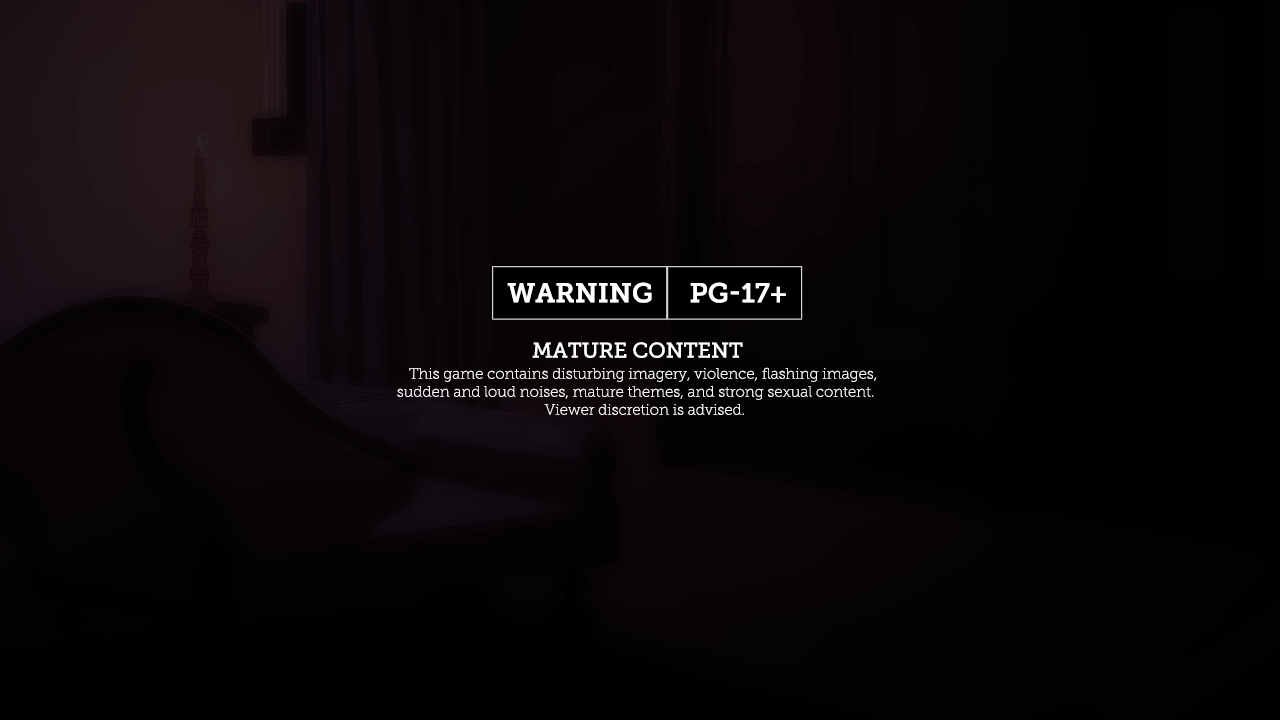 WARNING PG-17+
MATURE CONTENT
This game contains disturbing imagery, violence, flashing images,
sudden and loud noises, mature themes, and strong sexual content.
Viewer discretion is advised.